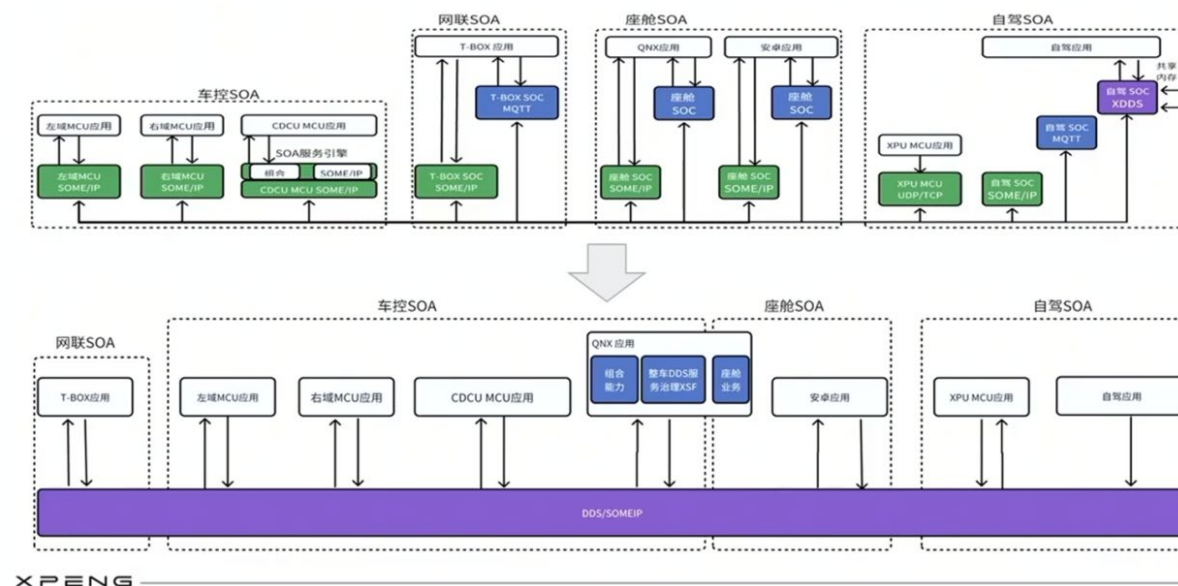 网联SOA
座舱SOA
自驾SOA
T-BOX 应用
QNX应用
安卓应用
自驾应用
共享
内存
车控SOA
T-BOX SOC
MQTT
座舱
SOC
座舱
SOC
自驾 SOC
XDDS
左域MCU应用
右域MCU应用
CDCU MCU应用
自驾 SOC
MQTT
XPU MCU应用
SOA服务引擎
组合
SOME/IP
左域MCU
SOME/IP
右域MCU
SOME/IP
CDCU MCU SOME/IP
T-BOX SOC
SOME/IP
座舱 SOC
SOME/IP
座舱 SOC
SOME/IP
XPU MCU
UDP/TCP
自驾 SOC
SOME/IP
车控SOA
座舱SOA
自驾SOA
网联SOA
QNX 应用
组合
能力
整车DDS服
务治理XSF
座舱
业务
T-BOX应用
左域MCU应用
右域MCU应用
CDCU MCU应用
安卓应用
XPU MCU应用
自驾应用
DDS/SOMEIP
XPENG